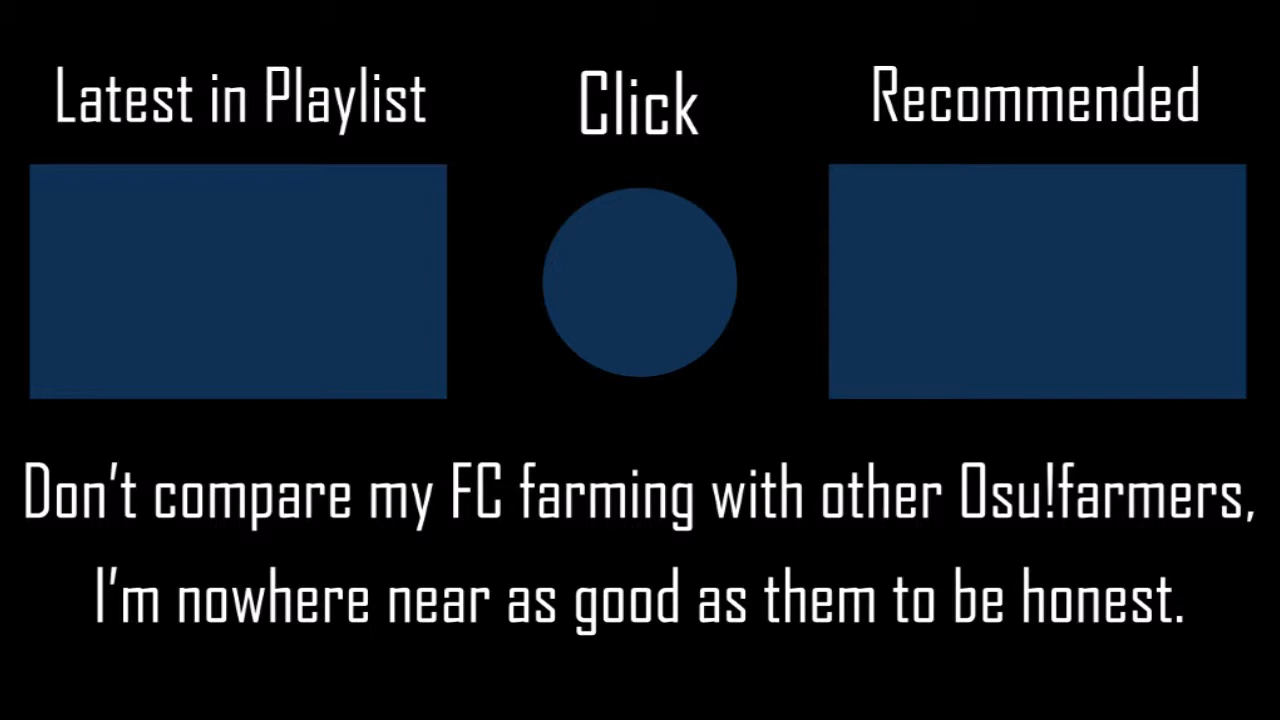 Latest in Playlist
Click
Recommended
Don't compare my FC farming with other Osu!farmers,
I'm nowhere near as good as them to be honest.